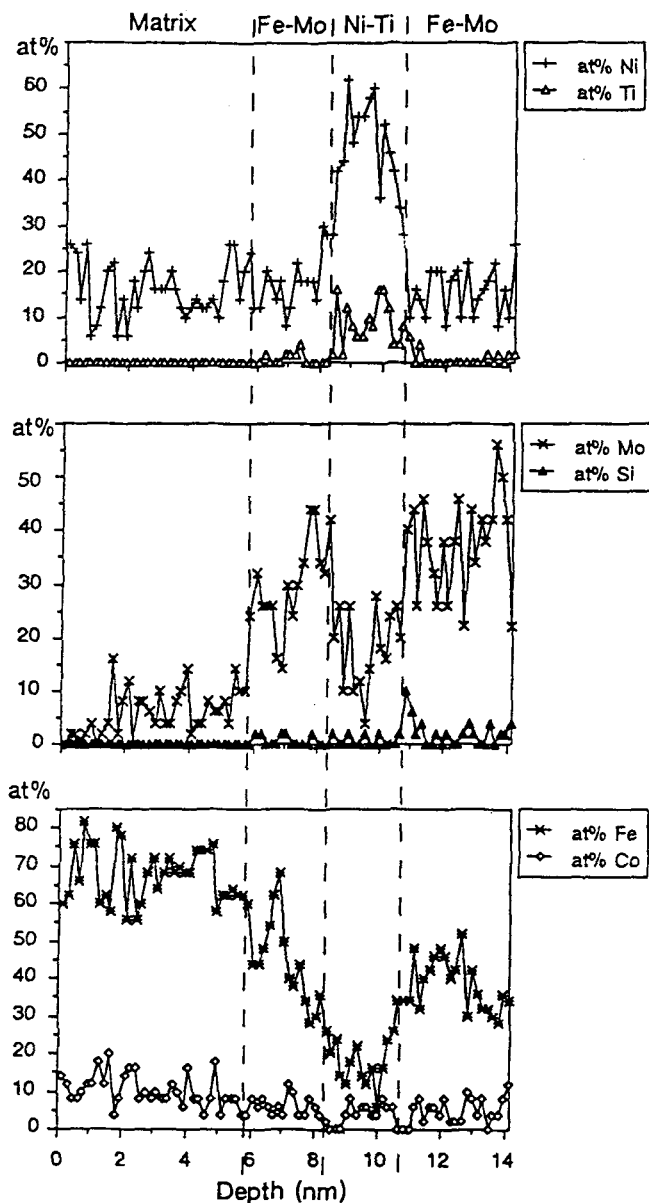 Matrix Fe-Mo Ni-Ti Fe-Mo
at%
60
50
40
30
20
10
0
at% Ni
at% Ti
at%
50
40
30
20
10
0
at% Mo
at% Si
at%
80
70
60
50
40
30
20
10
0
at% Fe
at% Co
0 2 4 6 8 10 12 14
Depth (nm)